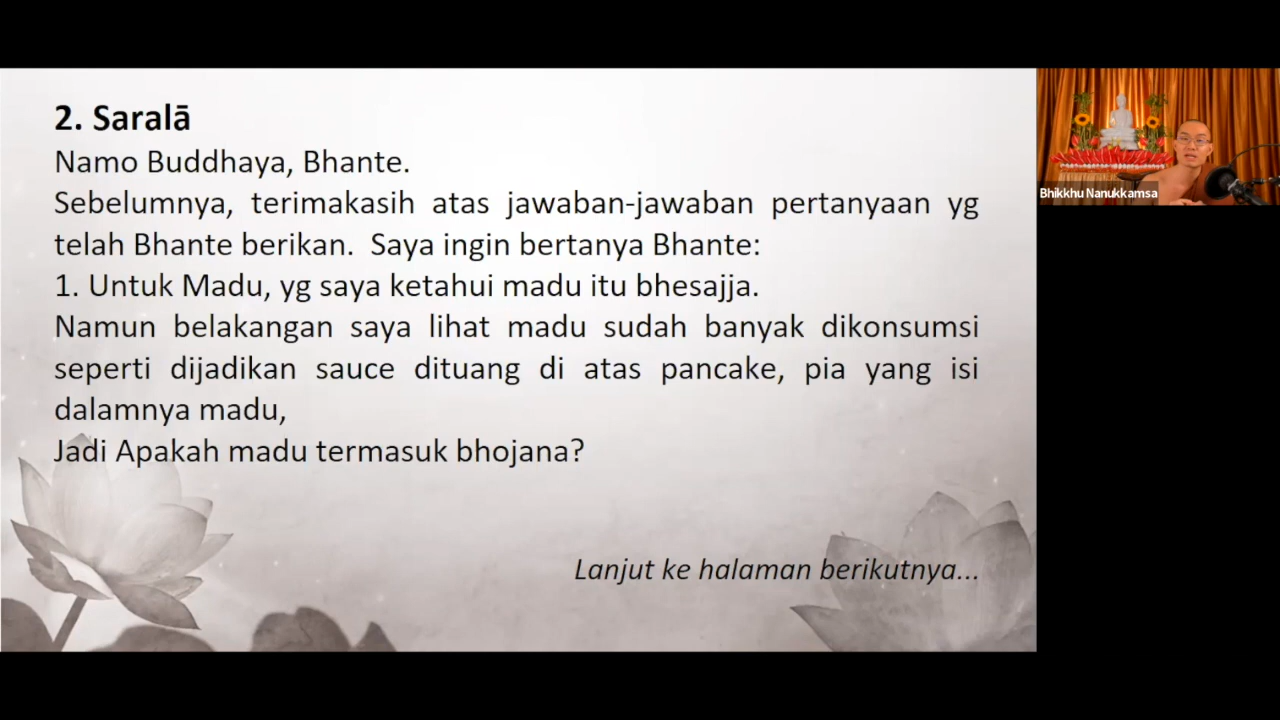 2. Saralā
Namo Buddhaya, Bhante.
Sebelumnya, terimakasih atas jawaban-jawaban pertanyaan yg
telah Bhante berikan. Saya ingin bertanya Bhante:
1. Untuk Madu, yg saya ketahui madu itu bhesajja.
Namun belakangan saya lihat madu sudah banyak dikonsumsi
seperti dijadikan sauce dituang di atas pancake, pia yang isi
dalamnya madu,
Jadi Apakah madu termasuk bhojana?
Lanjut ke halaman berikutnya...
Bhikkhu Nanukkamsa